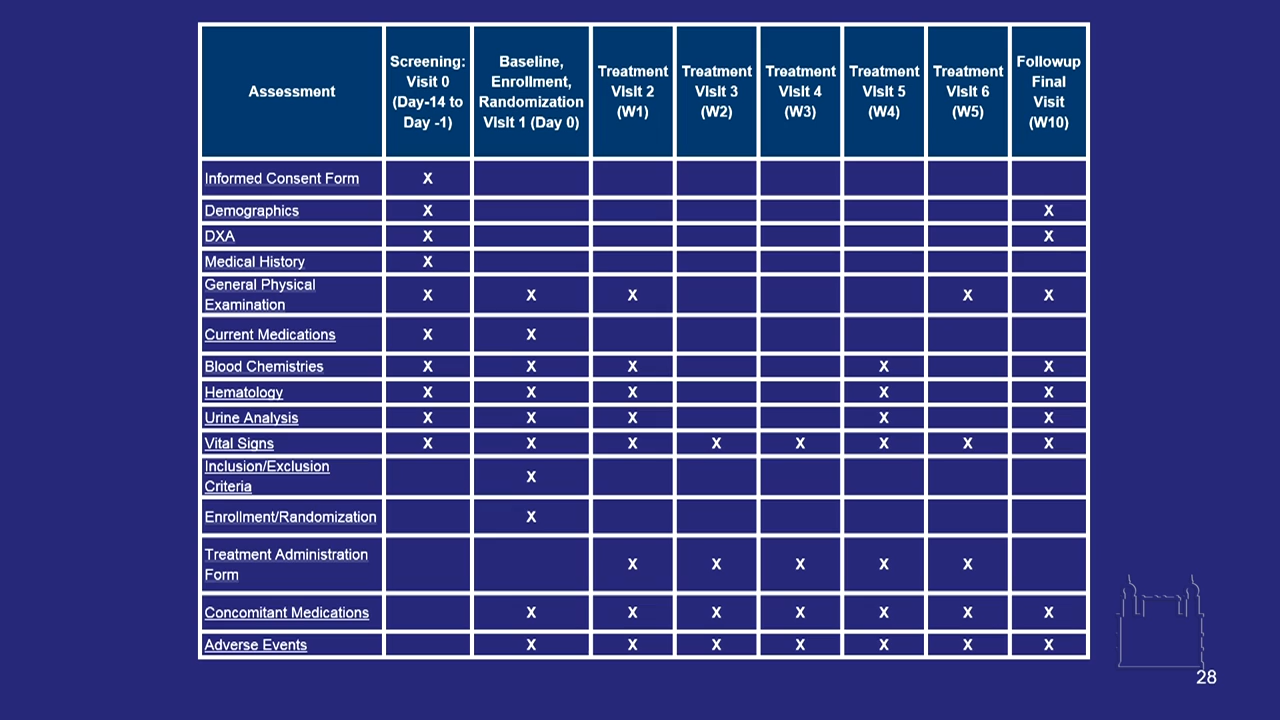 Assessment
Screening:
Visit 0
(Day-14 to
Day -1)
Baseline,
Enrollment,
Randomization
VIsIt 1 (Day 0)
Treatment
VIsIt 2
(W1)
Treatment
VIsIt 3
(W2)
Treatment
VIsIt 4
(W3)
Treatment
VIsIt 5
(W4)
Treatment
VIsIt 6
(W5)
Followup
Final
Visit
(W10)
Informed Consent Form X
Demographics X X
DXA X X
Medical History X
General Physical
Examination X X X X X
Current Medications X X
Blood Chemistries X X X X X
Hematology X X X X X
Urine Analysis X X X X X
Vital Signs X X X X X X X X
Inclusion/Exclusion
Criteria X
Enrollment/Randomization X
Treatment Administration
Form X X X X X
Concomitant Medications X X X X X X X
Adverse Events X X X X X X X
28